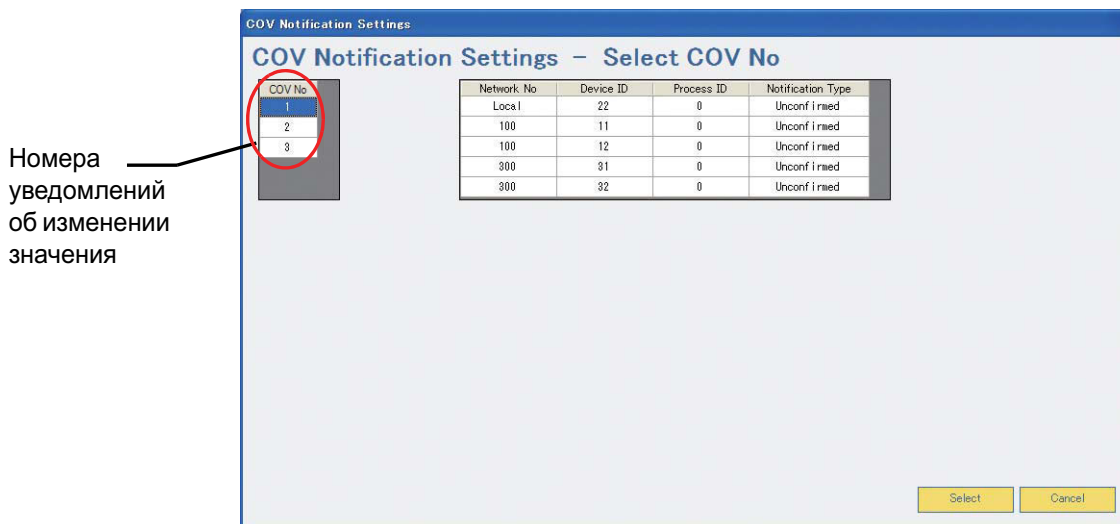 COV Notification Settings
COV Notification Settings – Select COV No
COV No
1
2
3
Network No Device ID Process ID Notification Type
Local 22 0 Unconfirmed
100 11 0 Unconfirmed
100 12 0 Unconfirmed
300 31 0 Unconfirmed
300 32 0 Unconfirmed
Номера
уведомлений
об изменении
значения
Select Cancel